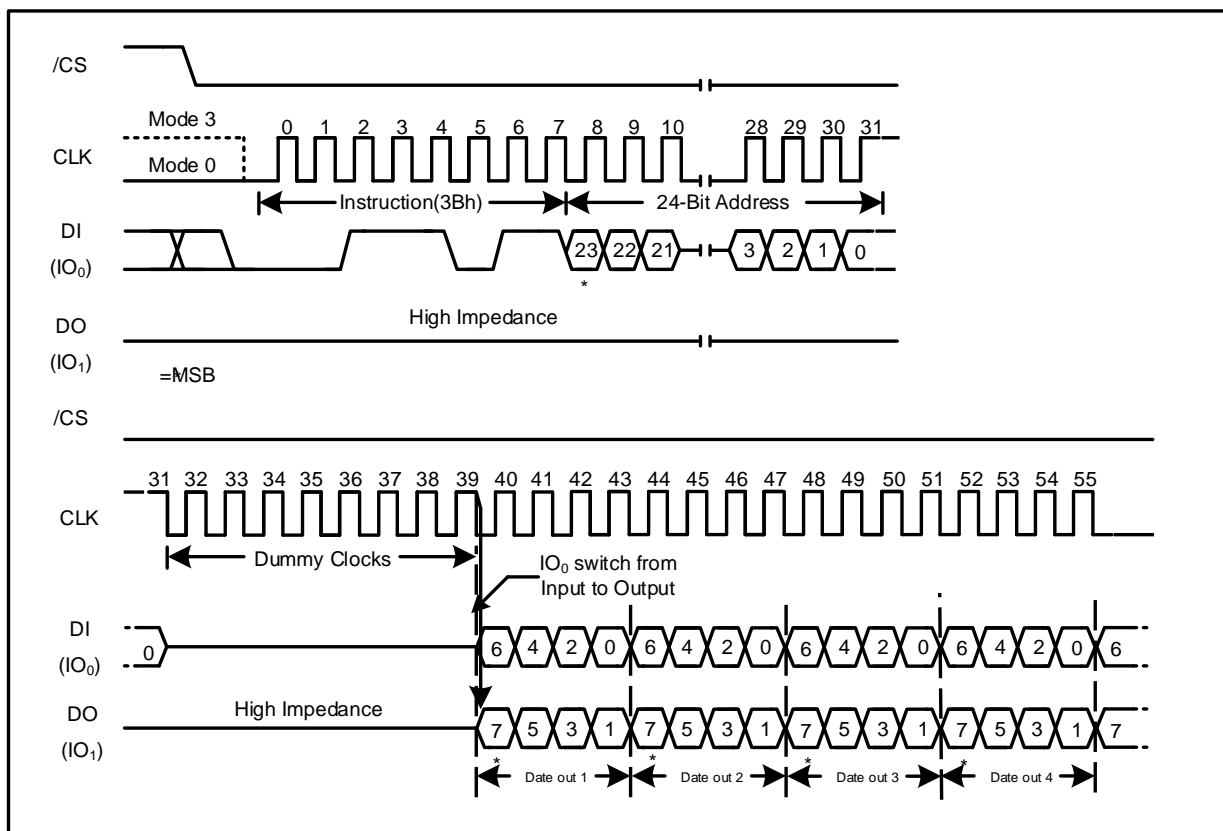 /CS
Mode 3
0 1 2 3 4 5 6 7 8 9 10 28 29 30 31
CLK
Mode 0
Instruction(3Bh) 24-Bit Address
DI
(IO₀)
23 22 21 3 2 1 0
*
High Impedance
DO
(IO₁)
=MSB
/CS
31 32 33 34 35 36 37 38 39 40 41 42 43 44 45 46 47 48 49 50 51 52 53 54 55
CLK
Dummy Clocks
IO₀ switch from
Input to Output
DI
(IO₀)
0 6 4 2 0 6 4 2 0 6 4 2 0 6 4 2 0 6
High Impedance
DO
(IO₁)
7 5 3 1 7 5 3 1 7 5 3 1 7 5 3 1 7
* * * *
Date out 1 Date out 2 Date out 3 Date out 4